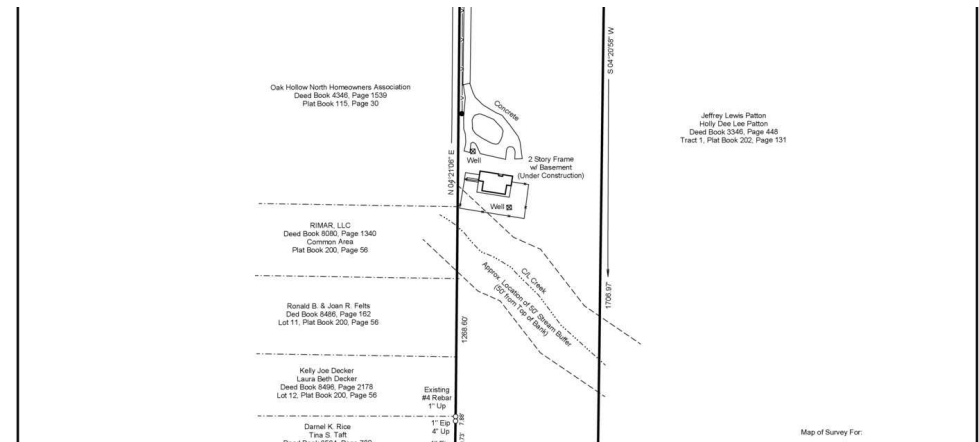 Oak Hollow North Homeowners Association
Deed Book 4346, Page 1539
Plat Book 115, Page 30
N 04°21'06" E
Concrete
Well
2 Story Frame
w/ Basement
(Under Construction)
Well
S 04°20'58" W
1706.97'
Jeffrey Lewis Patton
Holly Dee Lee Patton
Deed Book 3346, Page 448
Tract 1, Plat Book 202, Page 131
RIMAR, LLC
Deed Book 8080, Page 1340
Common Area
Plat Book 200, Page 56
C/L Creek
Approx. Location of 50' Stream Buffer
(50' from Top of Bank)
Ronald B. & Joan R. Felts
Ded Book 8486, Page 162
Lot 11, Plat Book 200, Page 56
1268.60'
Kelly Joe Decker
Laura Beth Decker
Deed Book 8496, Page 2178
Lot 12, Plat Book 200, Page 56
Existing
#4 Rebar
1" Up
1" Eip
4" Up
7.88'
Darnel K. Rice
Tina S. Taft
Map of Survey For: